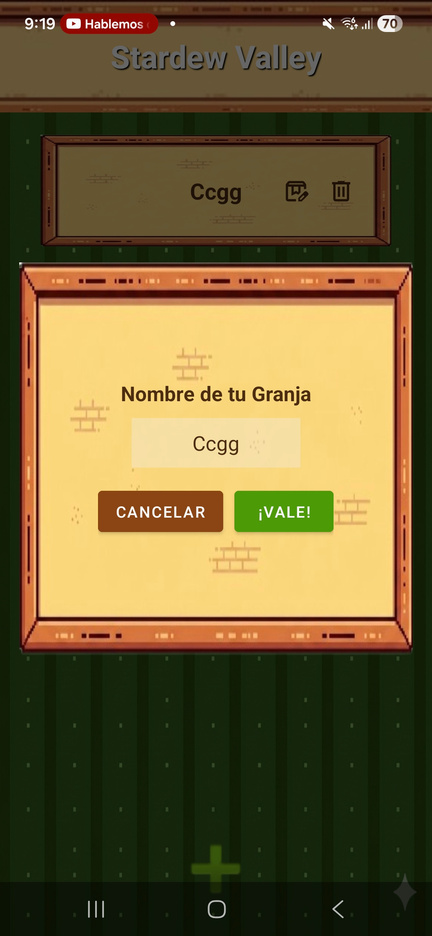 9:19
Hablemos
70
Stardew Valley
Ccgg
Nombre de tu Granja
Ccgg
CANCELAR
¡VALE!